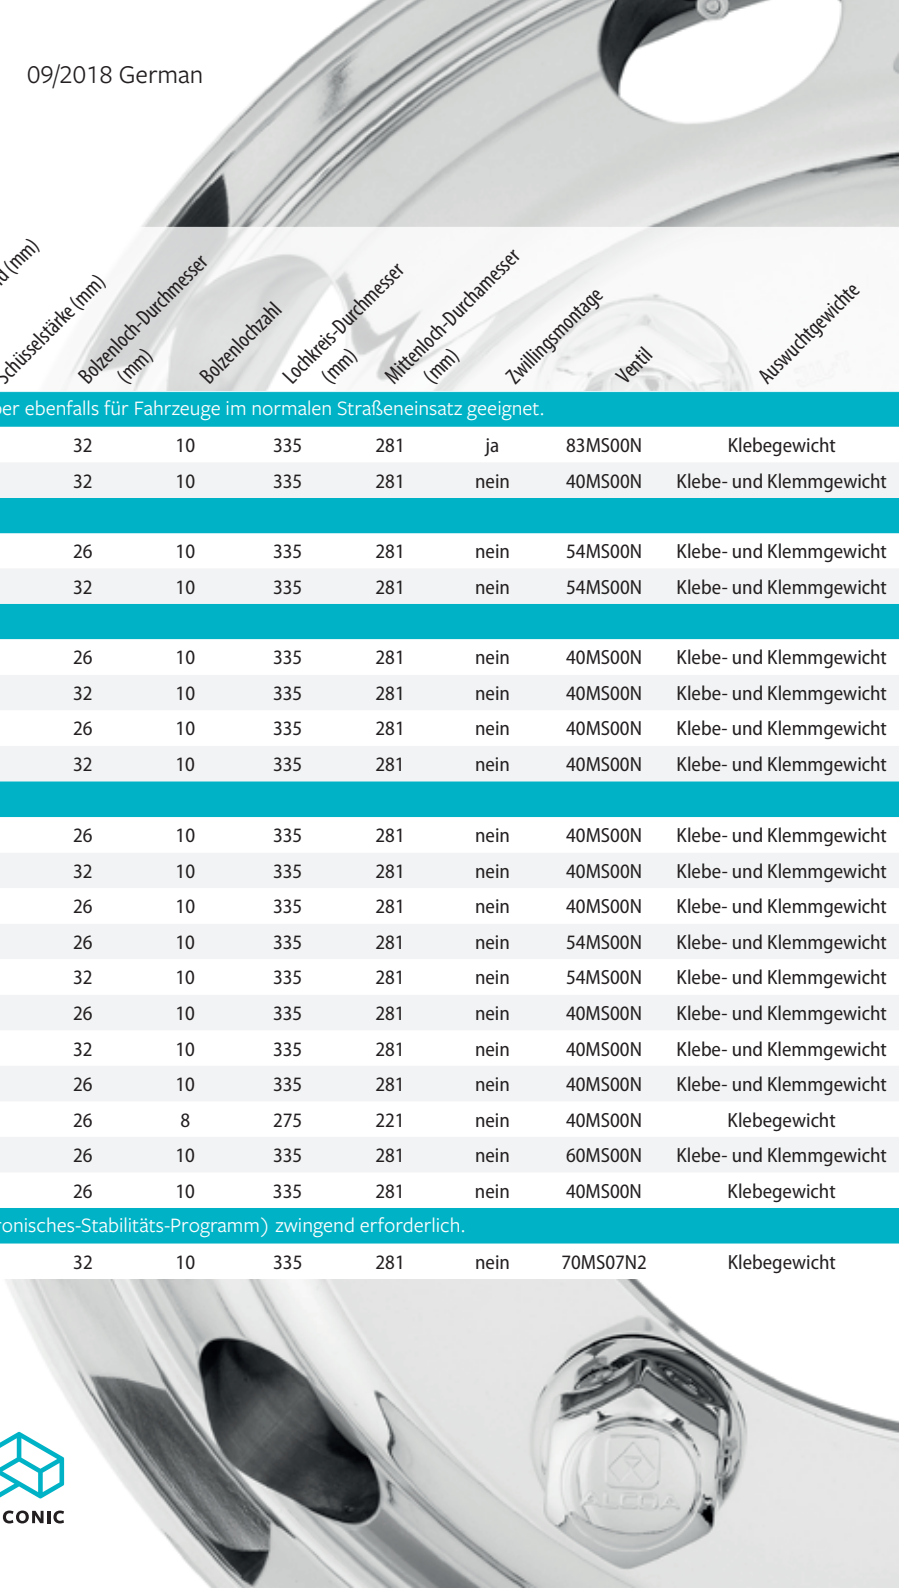 09/2018 German
(mm)
Schüsselstärke (mm)
Bolzenloch-Durchmesser
(mm)
Bolzenlochzahl
Lochkreis-Durchmesser
(mm)
Mittenloch-Durchamesser
(mm)
Zwillingsmontage
Ventil
Auswuchtgewichte
ebenfalls für Fahrzeuge im normalen Straßeneinsatz geeignet.
32 10 335 281 ja 83MS00N Klebegewicht
32 10 335 281 nein 40MS00N Klebe- und Klemmgewicht
26 10 335 281 nein 54MS00N Klebe- und Klemmgewicht
32 10 335 281 nein 54MS00N Klebe- und Klemmgewicht
26 10 335 281 nein 40MS00N Klebe- und Klemmgewicht
32 10 335 281 nein 40MS00N Klebe- und Klemmgewicht
26 10 335 281 nein 40MS00N Klebe- und Klemmgewicht
32 10 335 281 nein 40MS00N Klebe- und Klemmgewicht
26 10 335 281 nein 40MS00N Klebe- und Klemmgewicht
32 10 335 281 nein 40MS00N Klebe- und Klemmgewicht
26 10 335 281 nein 40MS00N Klebe- und Klemmgewicht
26 10 335 281 nein 54MS00N Klebe- und Klemmgewicht
32 10 335 281 nein 54MS00N Klebe- und Klemmgewicht
26 10 335 281 nein 40MS00N Klebe- und Klemmgewicht
32 10 335 281 nein 40MS00N Klebe- und Klemmgewicht
26 10 335 281 nein 40MS00N Klebe- und Klemmgewicht
26 8 275 221 nein 40MS00N Klebegewicht
26 10 335 281 nein 60MS00N Klebe- und Klemmgewicht
26 10 335 281 nein 40MS00N Klebegewicht
ronisches-Stabilitäts-Programm) zwingend erforderlich.
32 10 335 281 nein 70MS07N2 Klebegewicht
ALCOA
CONIC